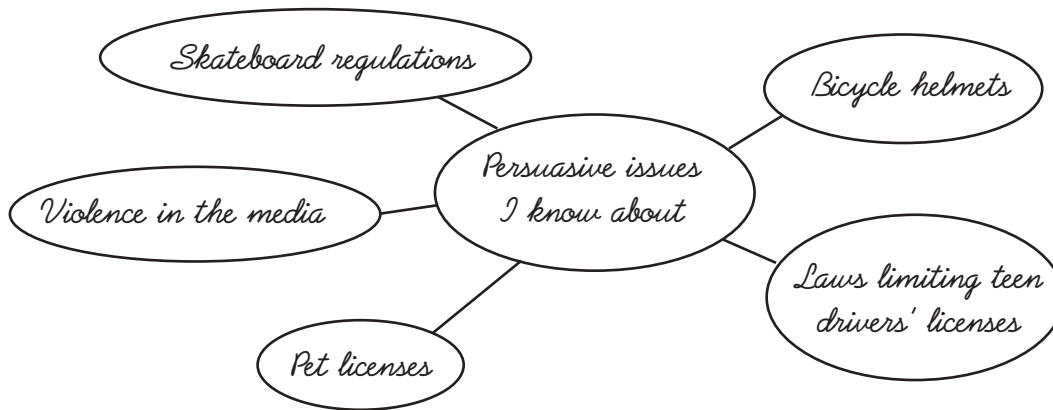 Skateboard regulations
Bicycle helmets
Persuasive issues
I know about
Violence in the media
Laws limiting teen
drivers' licenses
Pet licenses